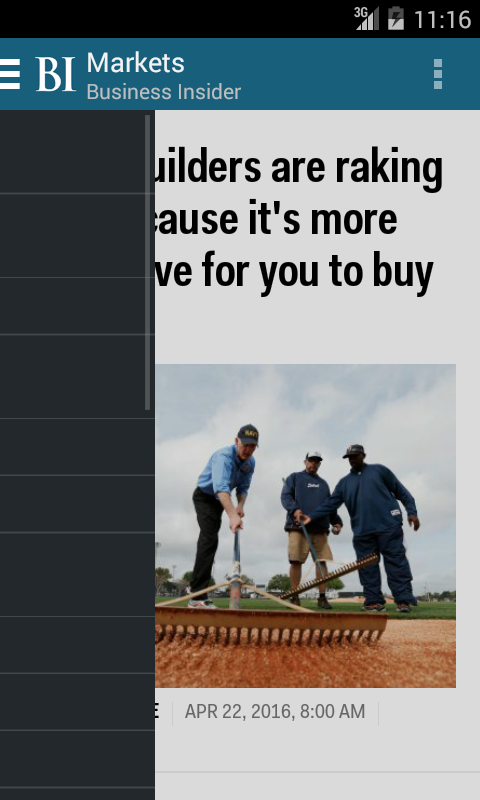 3G 11:16
BI Markets
Business Insider
uilders are raking
cause it's more
ve for you to buy
NAVY
E APR 22, 2016, 8:00 AM